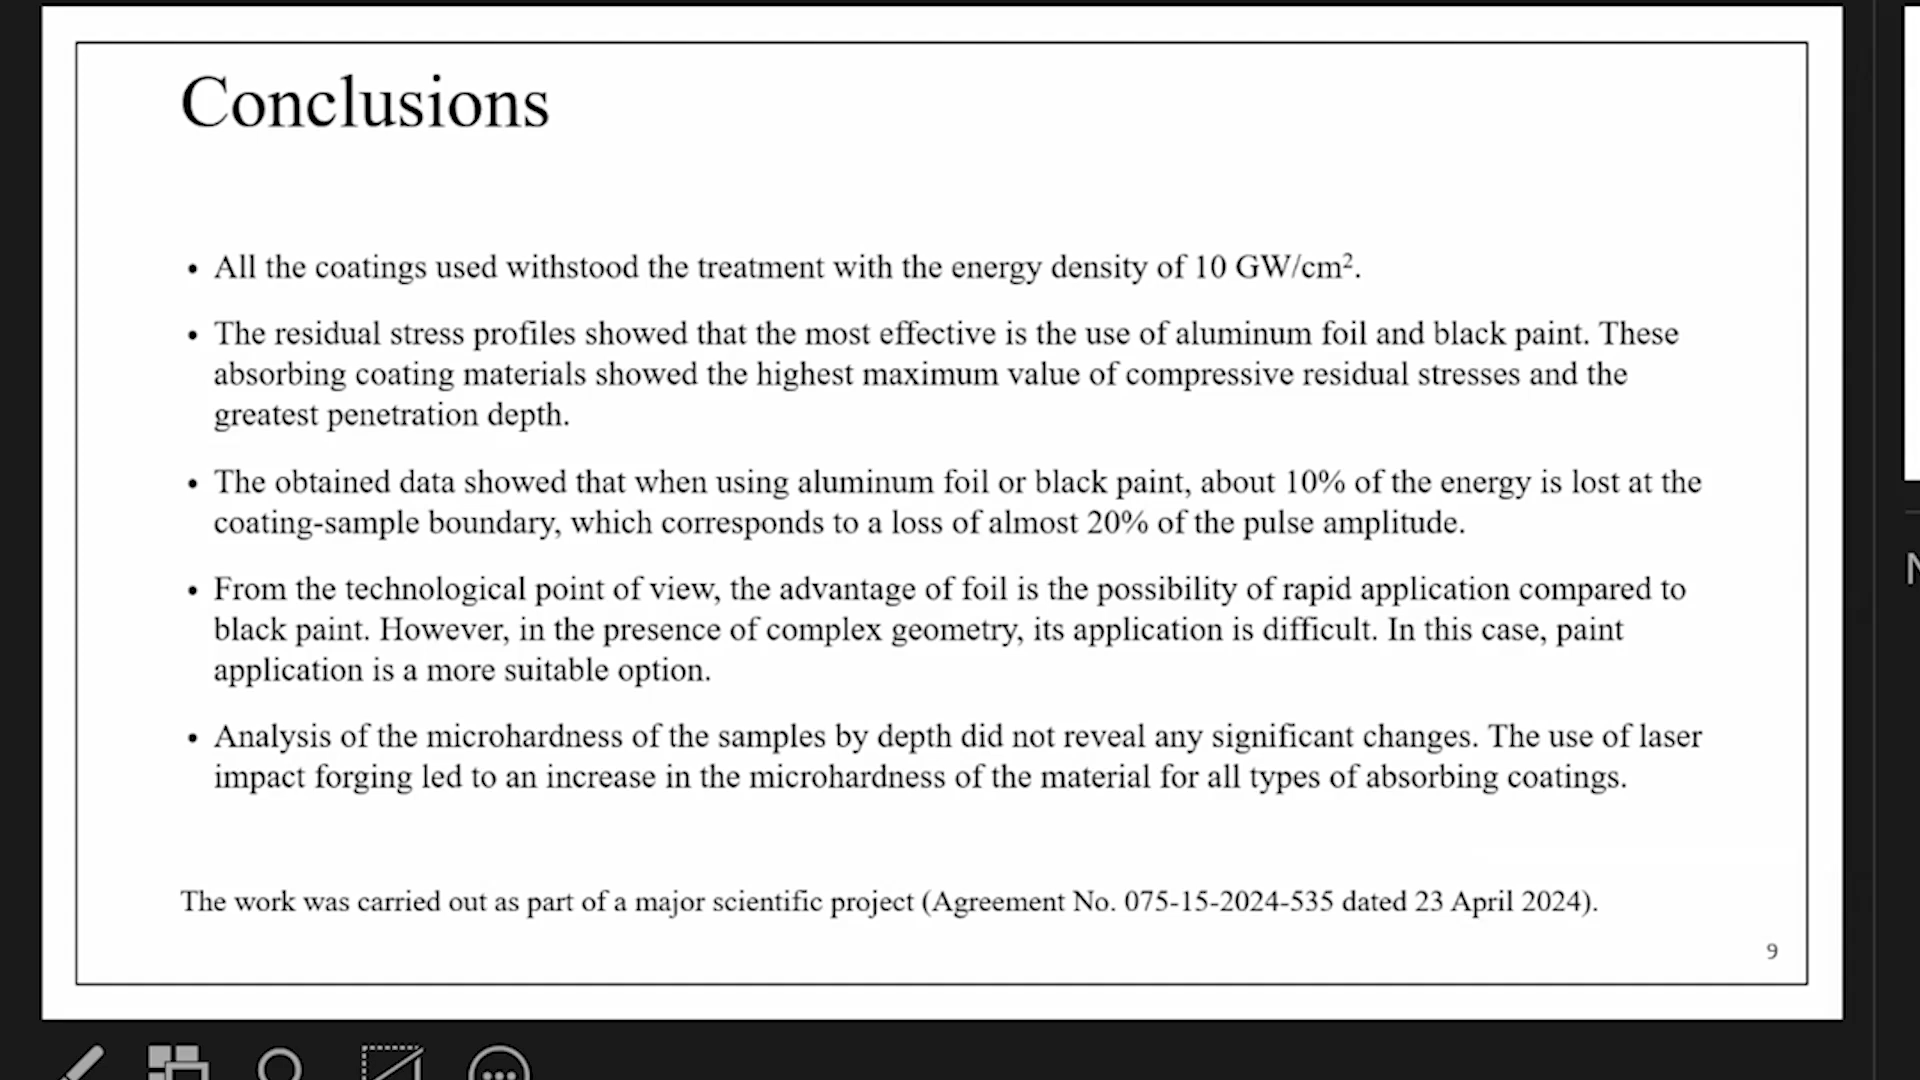 Conclusions
• All the coatings used withstood the treatment with the energy density of 10 GW/cm².
• The residual stress profiles showed that the most effective is the use of aluminum foil and black paint. These
absorbing coating materials showed the highest maximum value of compressive residual stresses and the
greatest penetration depth.
• The obtained data showed that when using aluminum foil or black paint, about 10% of the energy is lost at the
coating-sample boundary, which corresponds to a loss of almost 20% of the pulse amplitude.
• From the technological point of view, the advantage of foil is the possibility of rapid application compared to
black paint. However, in the presence of complex geometry, its application is difficult. In this case, paint
application is a more suitable option.
• Analysis of the microhardness of the samples by depth did not reveal any significant changes. The use of laser
impact forging led to an increase in the microhardness of the material for all types of absorbing coatings.
The work was carried out as part of a major scientific project (Agreement No. 075-15-2024-535 dated 23 April 2024).
9